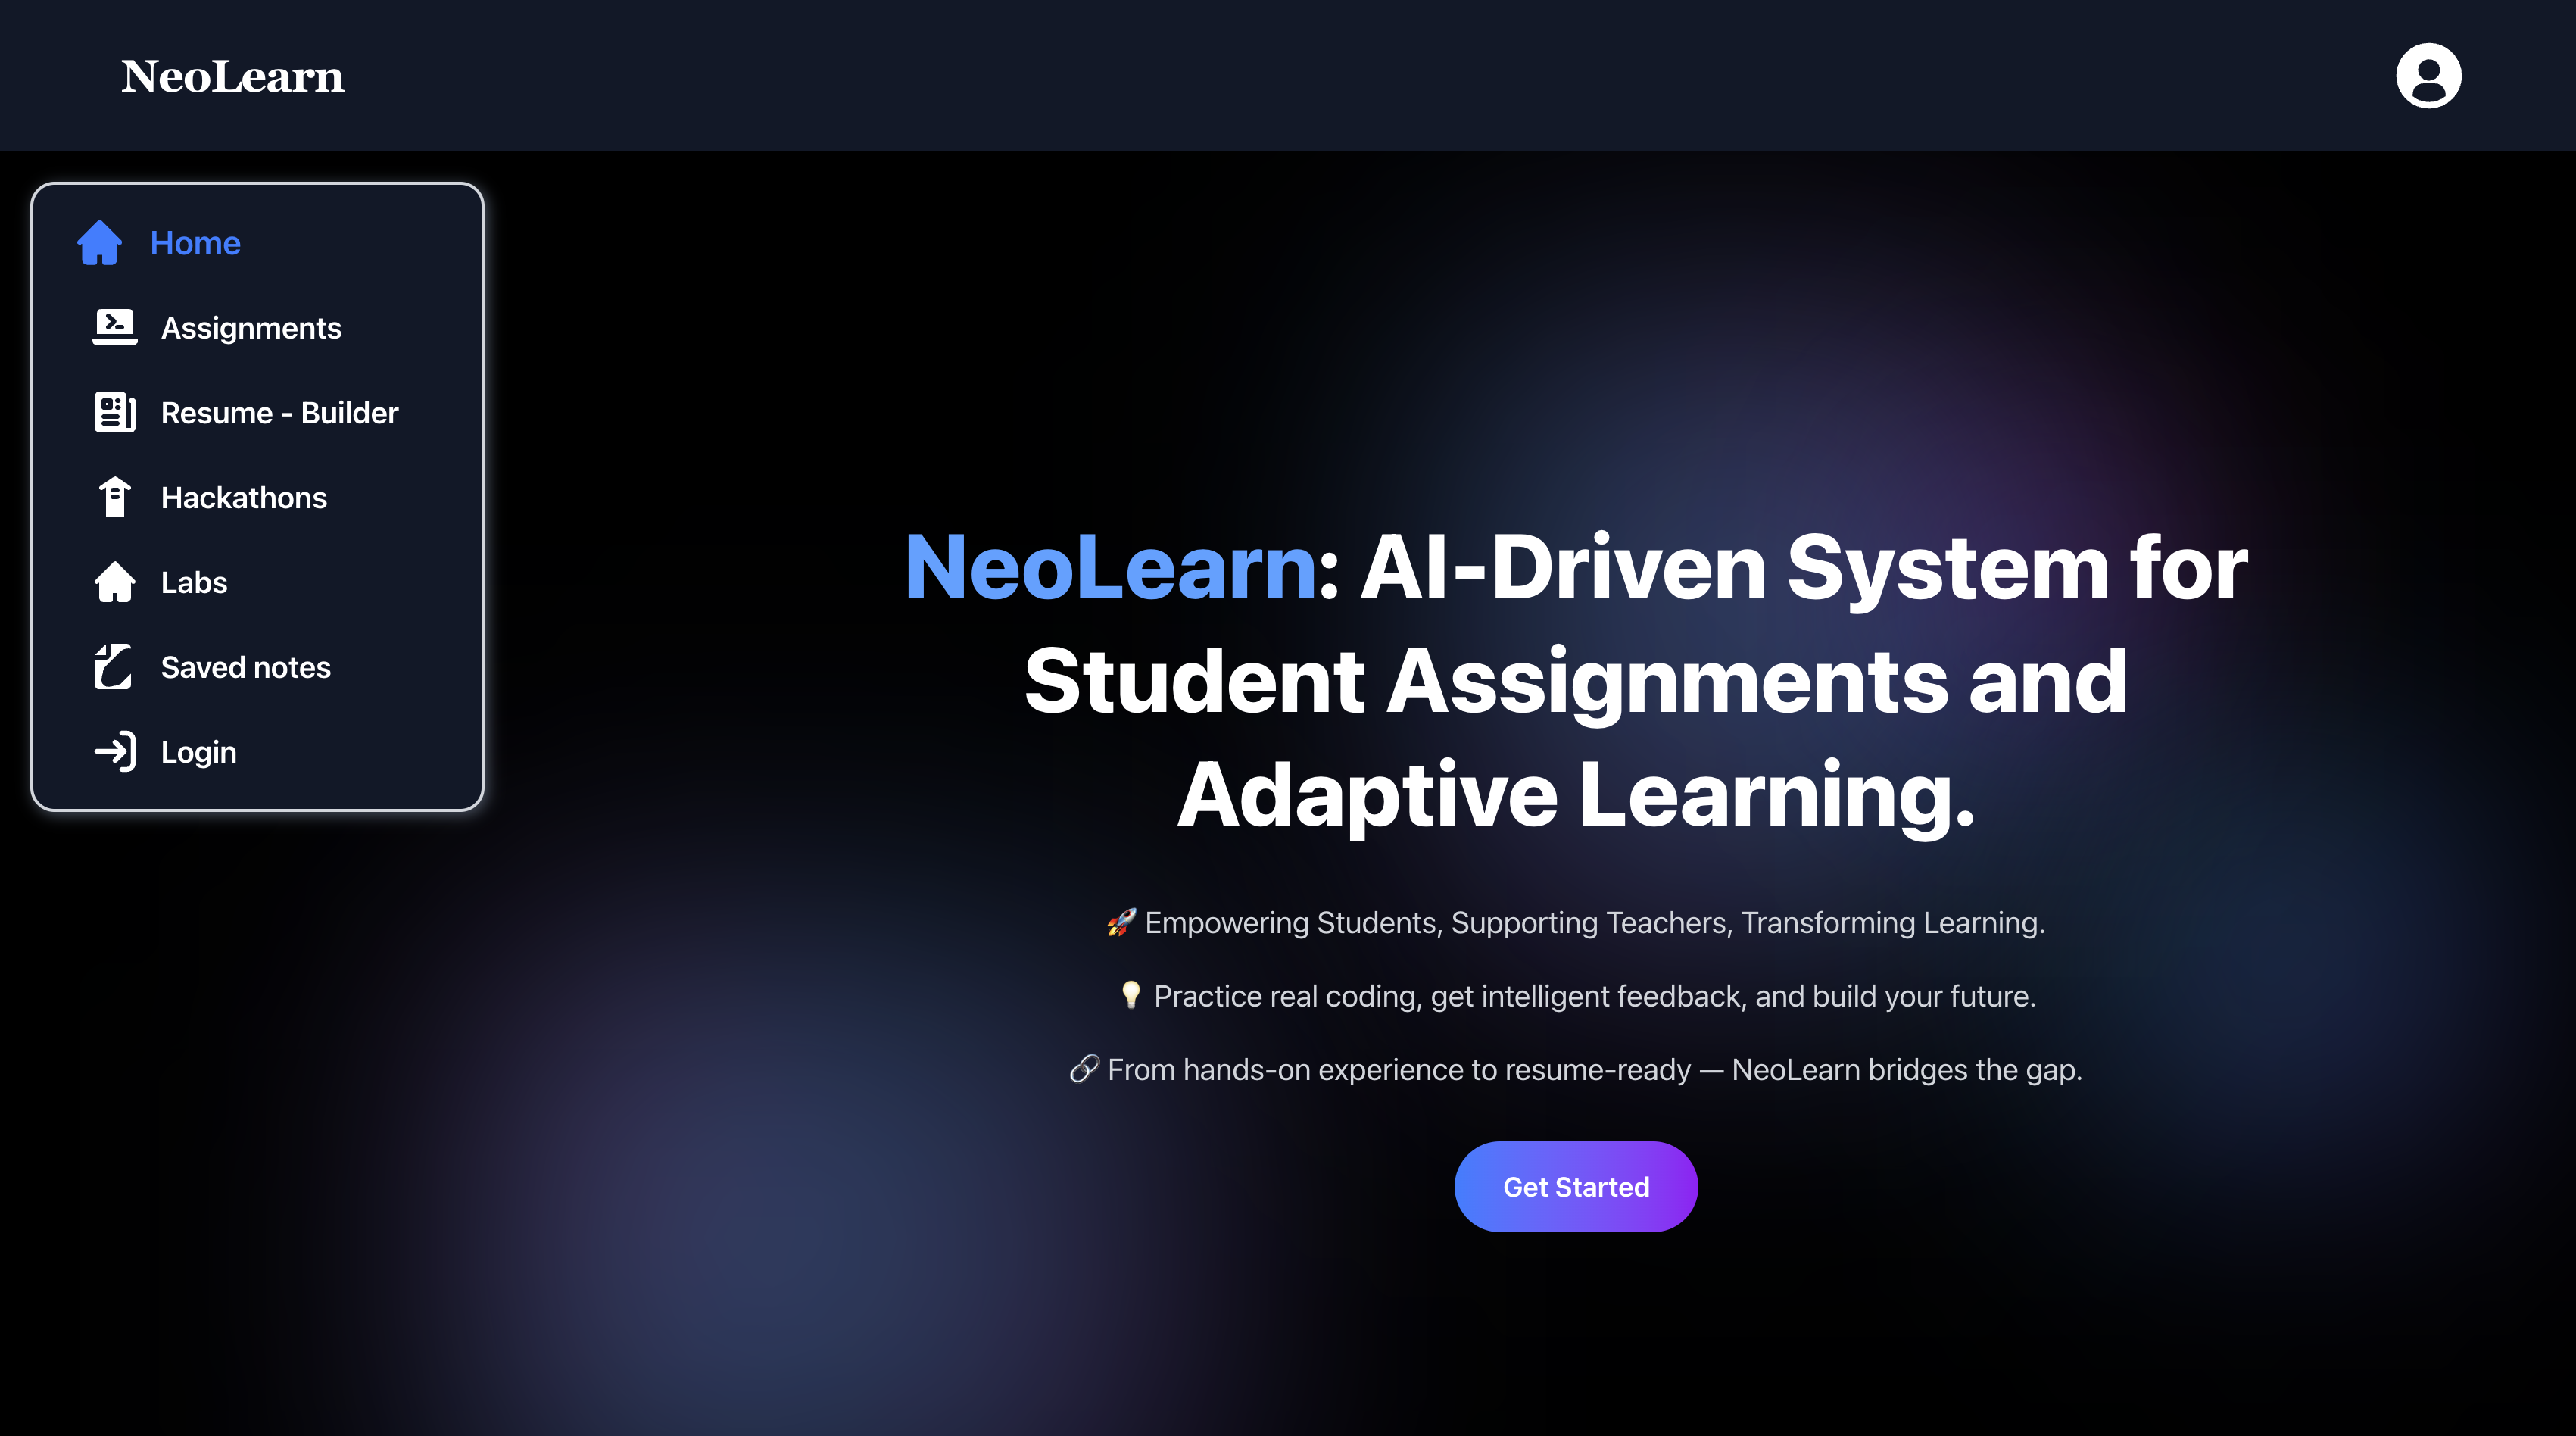 NeoLearn
Home
Assignments
Resume - Builder
Hackathons
Labs
Saved notes
Login
NeoLearn: AI-Driven System for
Student Assignments and
Adaptive Learning.
🚀 Empowering Students, Supporting Teachers, Transforming Learning.
💡 Practice real coding, get intelligent feedback, and build your future.
🔗 From hands-on experience to resume-ready — NeoLearn bridges the gap.
Get Started